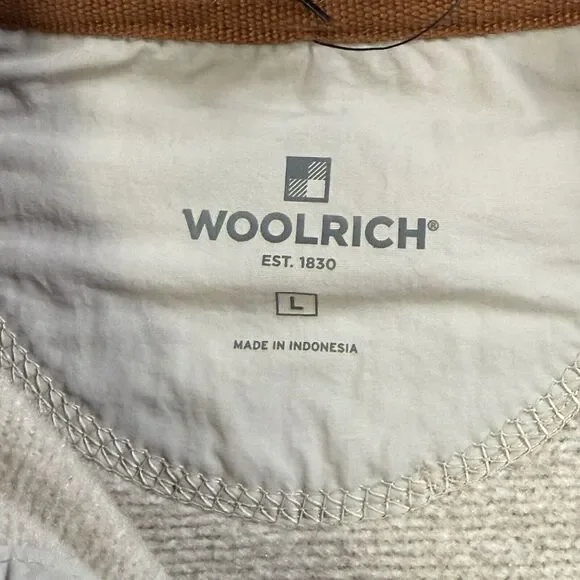 WOOLRICH®
EST. 1830
L
MADE IN INDONESIA